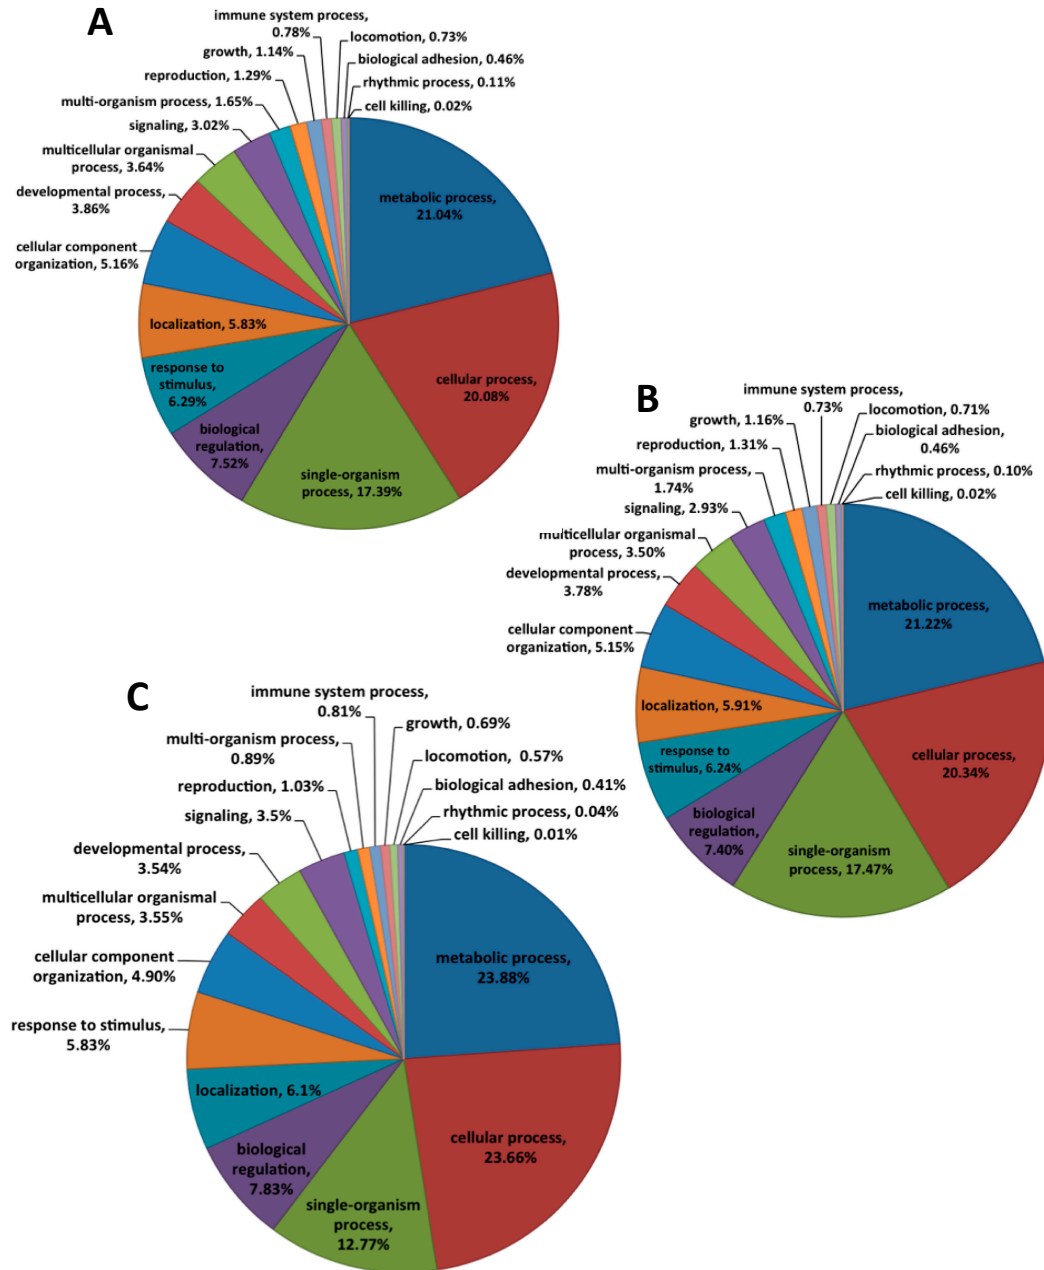 A
immune system process,
0.78%
locomotion, 0.73%
growth, 1.14%
biological adhesion, 0.46%
reproduction, 1.29%
rhythmic process, 0.11%
multi-organism process, 1.65%
cell killing, 0.02%
signaling, 3.02%
multicellular organismal
process, 3.64%
developmental process,
3.86%
metabolic process,
21.04%
cellular component
organization, 5.16%
localization, 5.83%
response to
stimulus,
6.29%
cellular process,
20.08%
biological
regulation,
7.52%
single-organism
process, 17.39%
B
immune system process,
0.73%
locomotion, 0.71%
growth, 1.16%
biological adhesion,
0.46%
reproduction, 1.31%
multi-organism process,
1.74%
rhythmic process, 0.10%
cell killing, 0.02%
signaling, 2.93%
multicellular organismal
process, 3.50%
developmental process,
3.78%
metabolic process,
21.22%
cellular component
organization, 5.15%
localization, 5.91%
response to
stimulus, 6.24%
cellular process,
20.34%
biological
regulation,
7.40%
single-organism
process, 17.47%
C
immune system process,
0.81%
growth, 0.69%
multi-organism process,
0.89%
locomotion, 0.57%
reproduction, 1.03%
biological adhesion, 0.41%
signaling, 3.5%
rhythmic process, 0.04%
cell killing, 0.01%
developmental process,
3.54%
multicellular organismal
process, 3.55%
cellular component
organization, 4.90%
metabolic process,
23.88%
response to stimulus,
5.83%
localization, 6.1%
cellular process,
23.66%
biological
regulation,
7.83%
single-organism
process,
12.77%